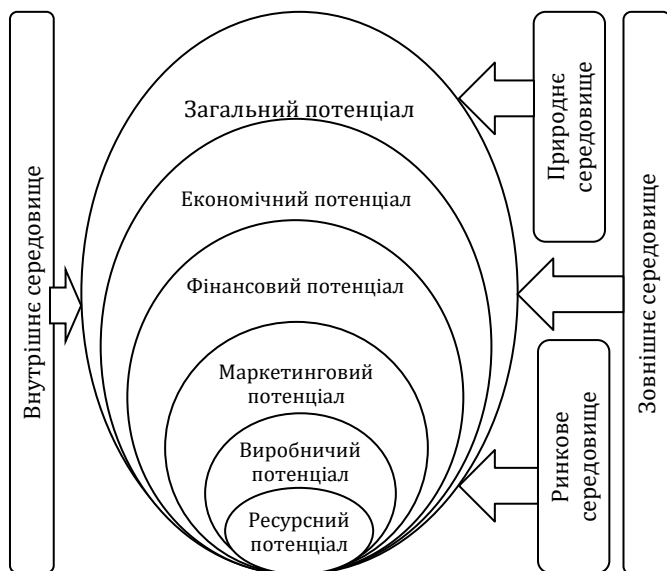 Внутрішнє середовище
Загальний потенціал
Економічний потенціал
Фінансовий потенціал
Маркетинговий
потенціал
Виробничий
потенціал
Ресурсний
потенціал
Природнє
середовище
Ринкове
середовище
Зовнішнє середовище